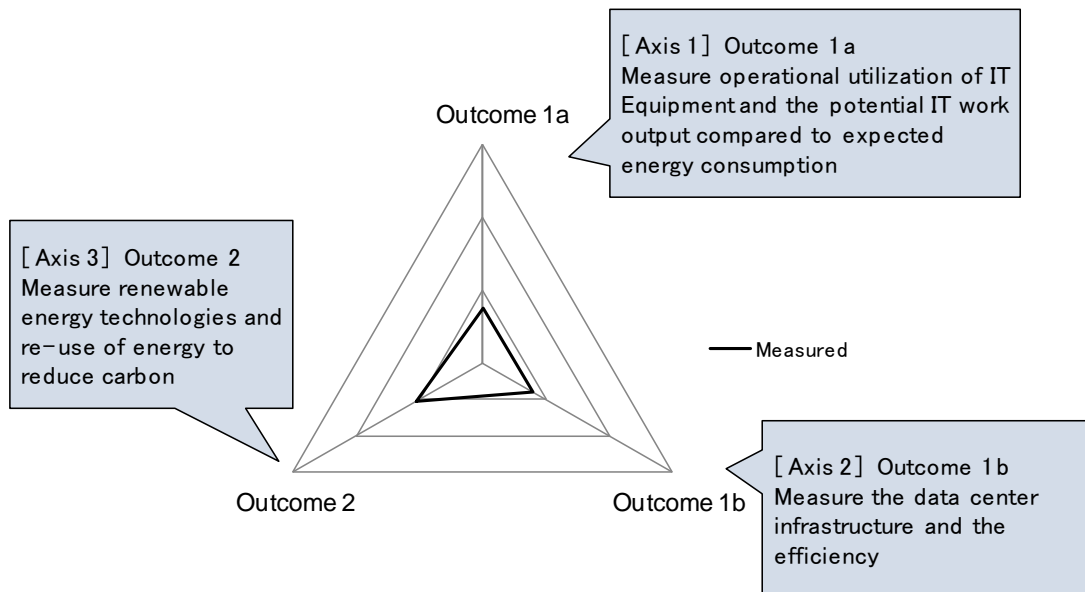 [Axis 1] Outcome 1a
Measure operational utilization of IT
Equipment and the potential IT work
output compared to expected
energy consumption
Outcome 1a
[Axis 3] Outcome 2
Measure renewable
energy technologies and
re-use of energy to
reduce carbon
Measured
Outcome 2
Outcome 1b
[Axis 2] Outcome 1b
Measure the data center
infrastructure and the
efficiency